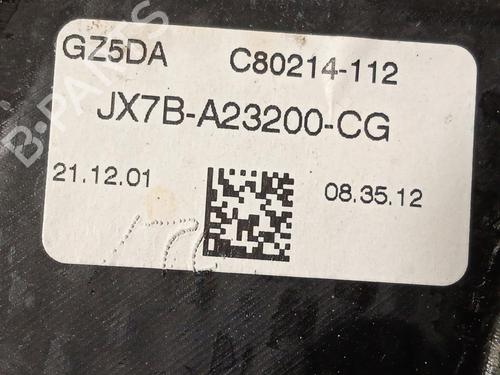 GZ5DA C80214-112
JX7B-A23200-CG
21.12.01 08.35.12
B-PARTS